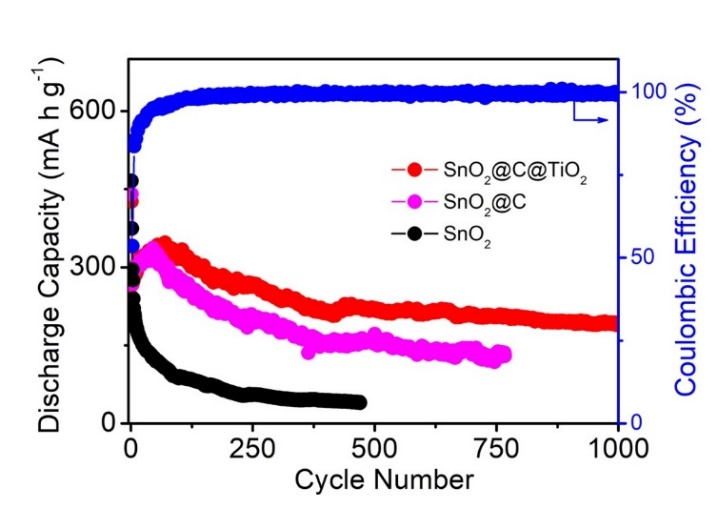 Discharge Capacity (mA h g⁻¹)
600
300
0
0
250
500
750
1000
Cycle Number
SnO₂@C@TiO₂
SnO₂@C
SnO₂
100
50
0
Coulombic Efficiency (%)